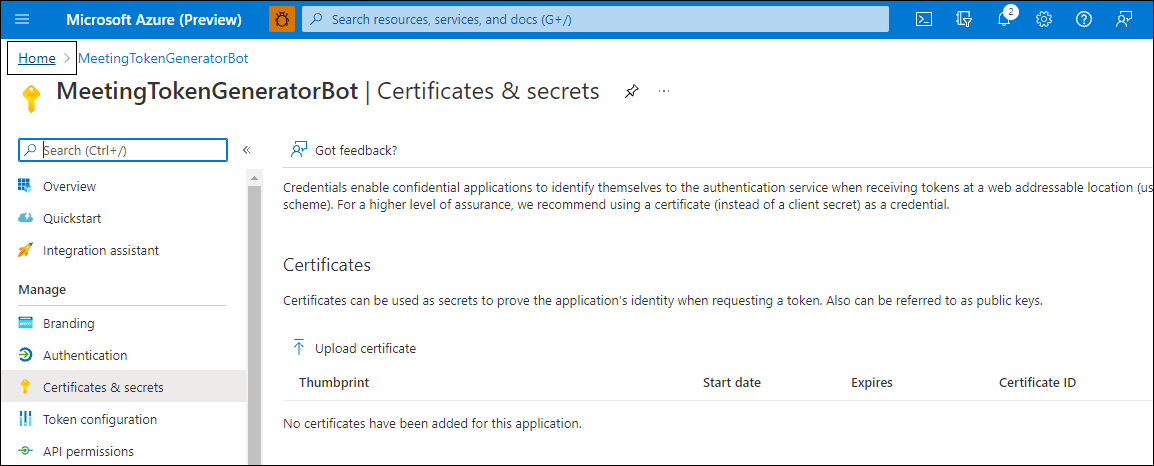 Microsoft Azure (Preview)
Search resources, services, and docs (G+/)
2
Home > MeetingTokenGeneratorBot
MeetingTokenGeneratorBot | Certificates & secrets
...
Search (Ctrl+/)
«
Overview
Quickstart
Integration assistant
Manage
Branding
Authentication
Certificates & secrets
Token configuration
API permissions
Got feedback?
Credentials enable confidential applications to identify themselves to the authentication service when receiving tokens at a web addressable location (us
scheme). For a higher level of assurance, we recommend using a certificate (instead of a client secret) as a credential.
Certificates
Certificates can be used as secrets to prove the application's identity when requesting a token. Also can be referred to as public keys.
Upload certificate
Thumbprint Start date Expires Certificate ID
No certificates have been added for this application.